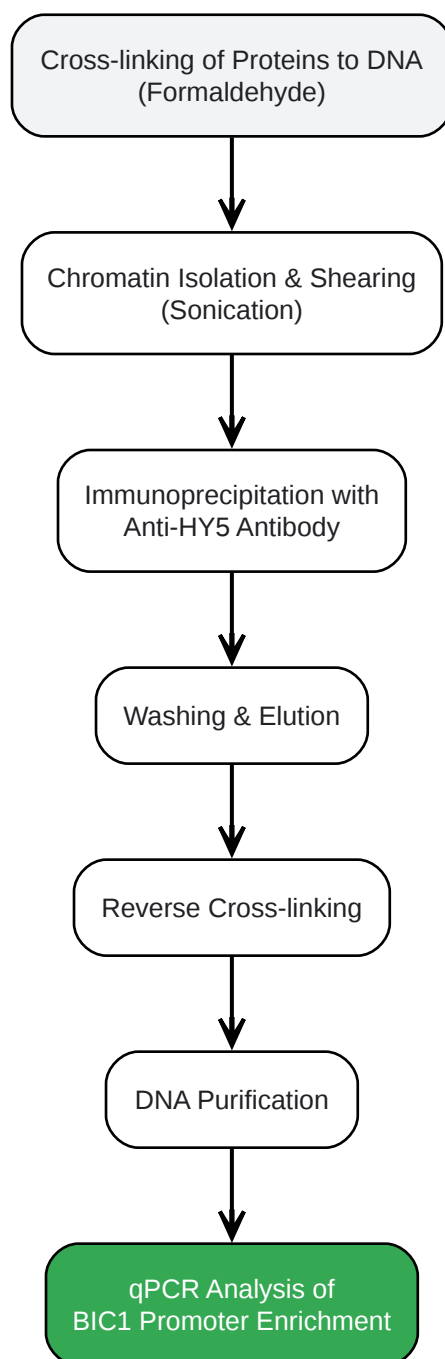 Cross-linking of Proteins to DNA
(Formaldehyde)
Chromatin Isolation & Shearing
(Sonication)
Immunoprecipitation with
Anti-HY5 Antibody
Washing & Elution
Reverse Cross-linking
DNA Purification
qPCR Analysis of
BIC1 Promoter Enrichment